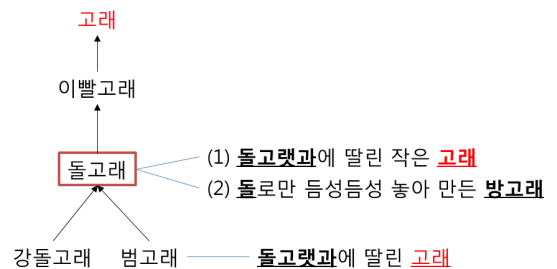 고래
이빨고래
돌고래
(1) 돌고랫과에 딸린 작은 고래
(2) 돌로만 듬성듬성 놓아 만든 방고래
강돌고래 범고래 돌고랫과에 딸린 고래